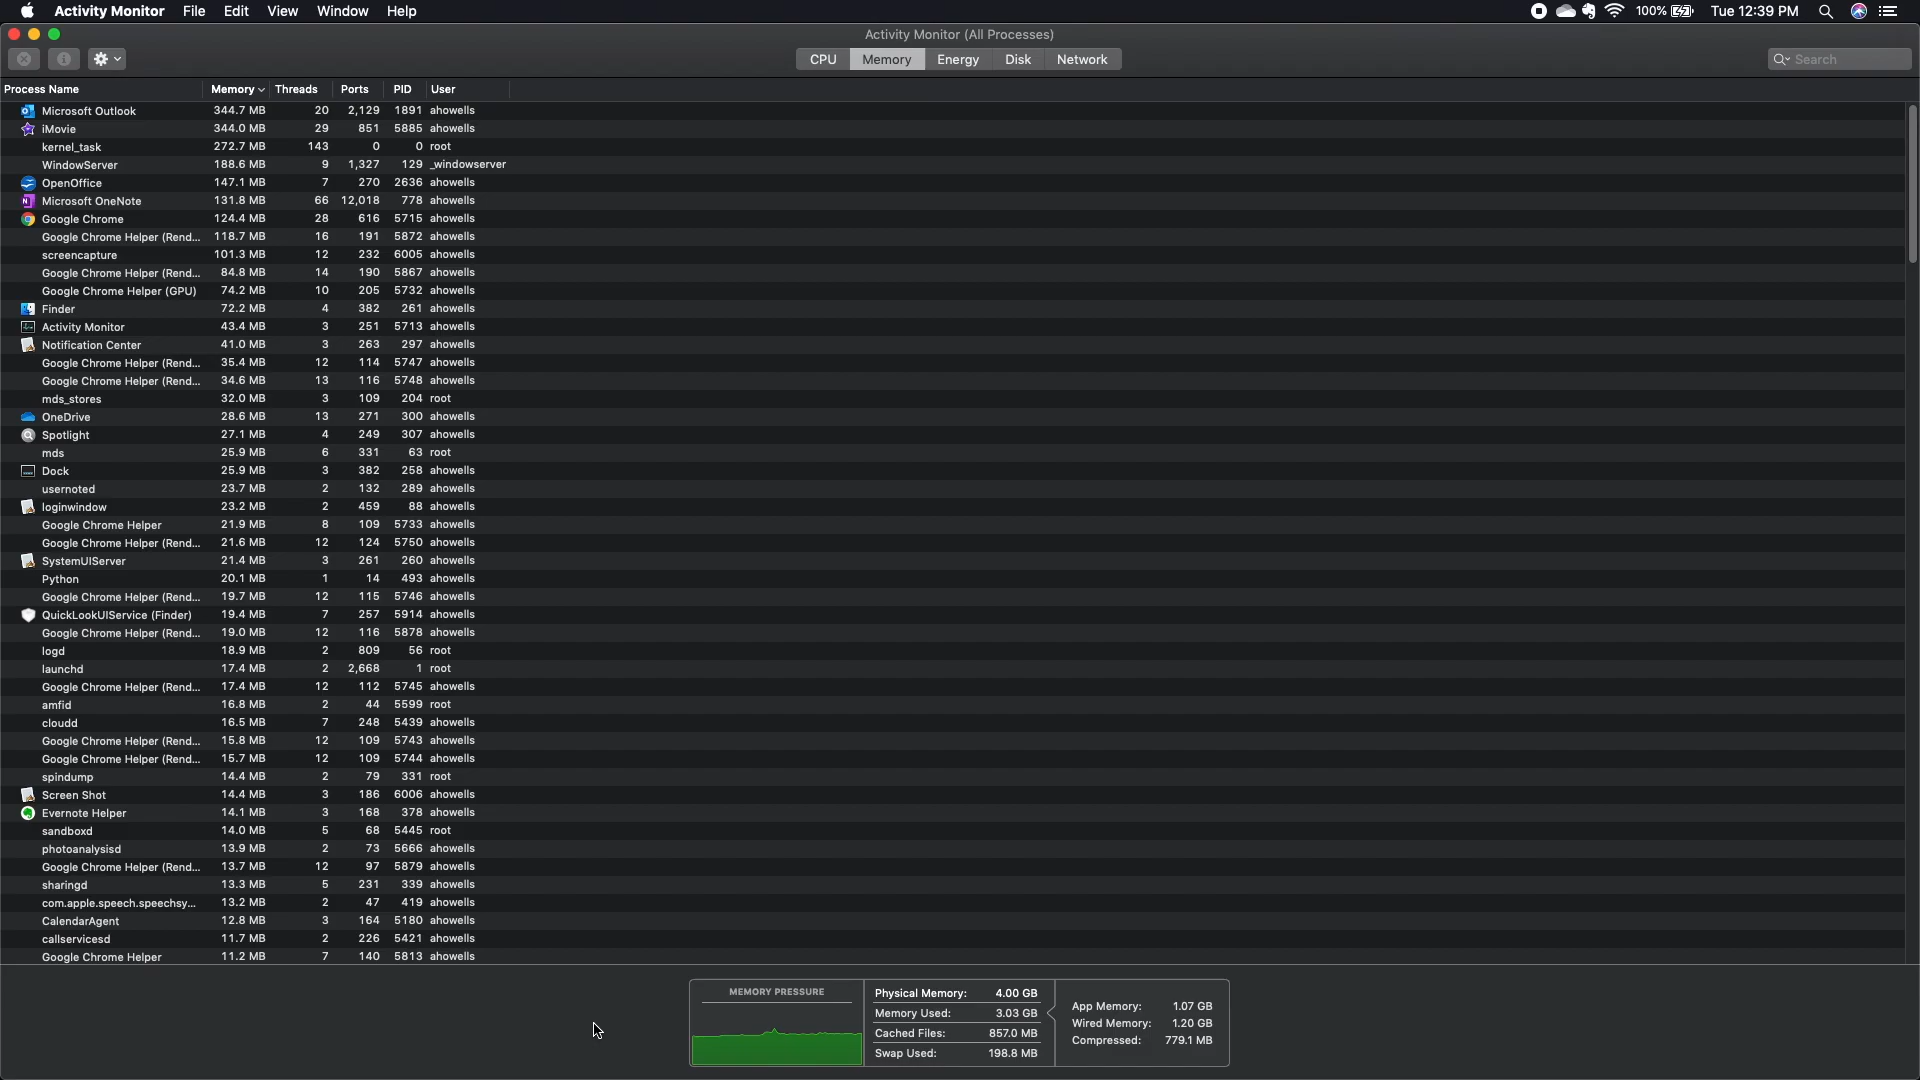 Activity Monitor File Edit View Window Help 100% Tue 12:39 PM
Activity Monitor (All Processes)
CPU Memory Energy Disk Network Search
Process Name Memory Threads Ports PID User
Microsoft Outlook 344.7 MB 20 2,129 1891 ahowells
iMovie 344.0 MB 29 851 5885 ahowells
kernel_task 272.7 MB 143 0 0 root
WindowServer 188.6 MB 9 1,327 129 _windowserver
OpenOffice 147.1 MB 7 270 2636 ahowells
Microsoft OneNote 131.8 MB 66 12,018 778 ahowells
Google Chrome 124.4 MB 28 616 5715 ahowells
Google Chrome Helper (Rend... 118.7 MB 16 191 5872 ahowells
screencapture 101.3 MB 12 232 6005 ahowells
Google Chrome Helper (Rend... 84.8 MB 14 190 5867 ahowells
Google Chrome Helper (GPU) 74.2 MB 10 205 5732 ahowells
Finder 72.2 MB 4 382 261 ahowells
Activity Monitor 43.4 MB 3 251 5713 ahowells
Notification Center 41.0 MB 3 263 297 ahowells
Google Chrome Helper (Rend... 35.4 MB 12 114 5747 ahowells
Google Chrome Helper (Rend... 34.6 MB 13 116 5748 ahowells
mds_stores 32.0 MB 3 109 204 root
OneDrive 28.6 MB 13 271 300 ahowells
Spotlight 27.1 MB 4 249 307 ahowells
mds 25.9 MB 6 331 63 root
Dock 25.9 MB 3 382 258 ahowells
usernoted 23.7 MB 2 132 289 ahowells
loginwindow 23.2 MB 2 459 88 ahowells
Google Chrome Helper 21.9 MB 8 109 5733 ahowells
Google Chrome Helper (Rend... 21.6 MB 12 124 5750 ahowells
SystemUIServer 21.4 MB 3 261 260 ahowells
Python 20.1 MB 1 14 493 ahowells
Google Chrome Helper (Rend... 19.7 MB 12 115 5746 ahowells
QuickLookUIService (Finder) 19.4 MB 7 257 5914 ahowells
Google Chrome Helper (Rend... 19.0 MB 12 116 5878 ahowells
logd 18.9 MB 2 809 56 root
launchd 17.4 MB 2 2,668 1 root
Google Chrome Helper (Rend... 17.4 MB 12 112 5745 ahowells
amfid 16.8 MB 2 44 5599 root
cloudd 16.5 MB 7 248 5439 ahowells
Google Chrome Helper (Rend... 15.8 MB 12 109 5743 ahowells
Google Chrome Helper (Rend... 15.7 MB 12 109 5744 ahowells
spindump 14.4 MB 2 79 331 root
Screen Shot 14.4 MB 3 186 6006 ahowells
Evernote Helper 14.1 MB 3 168 378 ahowells
sandboxd 14.0 MB 5 68 5445 root
photoanalysisd 13.9 MB 2 73 5666 ahowells
Google Chrome Helper (Rend... 13.7 MB 12 97 5879 ahowells
sharingd 13.3 MB 5 231 339 ahowells
com.apple.speech.speechsy... 13.2 MB 2 47 419 ahowells
CalendarAgent 12.8 MB 3 164 5180 ahowells
callservicesd 11.7 MB 2 226 5421 ahowells
Google Chrome Helper 11.2 MB 7 140 5813 ahowells
MEMORY PRESSURE
Physical Memory: 4.00 GB
Memory Used: 3.03 GB
Cached Files: 857.0 MB
Swap Used: 198.8 MB
App Memory: 1.07 GB
Wired Memory: 1.20 GB
Compressed: 779.1 MB